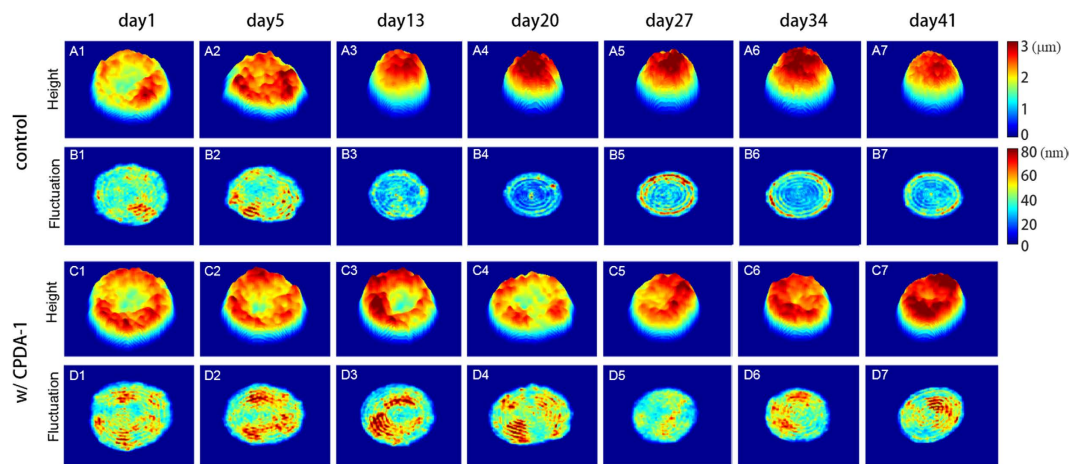 day1 day5 day13 day20 day27 day34 day41
control
Height
A1 A2 A3 A4 A5 A6 A7
3 (μm)
2
1
0
Fluctuation
B1 B2 B3 B4 B5 B6 B7
80 (nm)
60
40
20
0
w/ CPDA-1
Height
C1 C2 C3 C4 C5 C6 C7
Fluctuation
D1 D2 D3 D4 D5 D6 D7